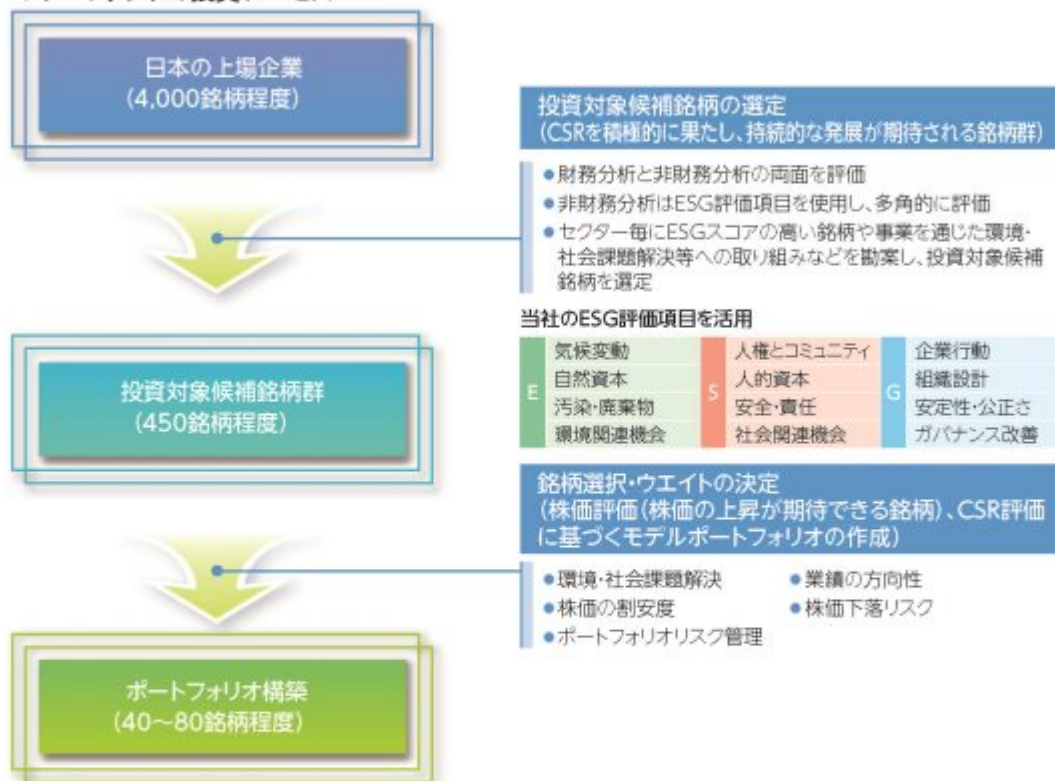 日本の上場企業
(4,000銘柄程度)
投資対象候補銘柄の選定
(CSRを積極的に果たし、持続的な発展が期待される銘柄群)
●財務分析と非財務分析の両面を評価
●非財務分析はESG評価項目を使用し、多角的に評価
●セクター毎にESGスコアの高い銘柄や事業を通じた環境・
社会課題解決等への取り組みなどを勘案し、投資対象候補
銘柄を選定
当社のESG評価項目を活用
E
気候変動
自然資本
汚染・廃棄物
環境関連機会
S
人権とコミュニティ
人的資本
安全・責任
社会関連機会
G
企業行動
組織設計
安定性・公正さ
ガバナンス改善
投資対象候補銘柄群
(450銘柄程度)
銘柄選択・ウエイトの決定
(株価評価(株価の上昇が期待できる銘柄)、CSR評価
に基づくモデルポートフォリオの作成)
●環境・社会課題解決
●業績の方向性
●株価の割安度
●株価下落リスク
●ポートフォリオリスク管理
ポートフォリオ構築
(40〜80銘柄程度)